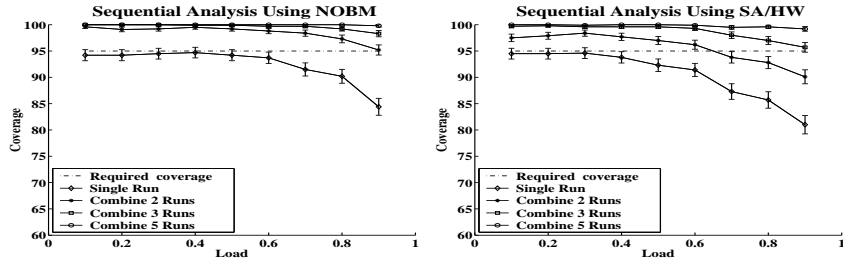 Sequential Analysis Using NOBM
100
95
90
85
80
75
70
65
60
Coverage
Required coverage
Single Run
Combine 2 Runs
Combine 3 Runs
Combine 5 Runs
0 0.2 0.4 0.6 0.8 1
Load
Sequential Analysis Using SA/HW
100
95
90
85
80
75
70
65
60
Coverage
Required coverage
Single Run
Combine 2 Runs
Combine 3 Runs
Combine 5 Runs
0 0.2 0.4 0.6 0.8 1
Load